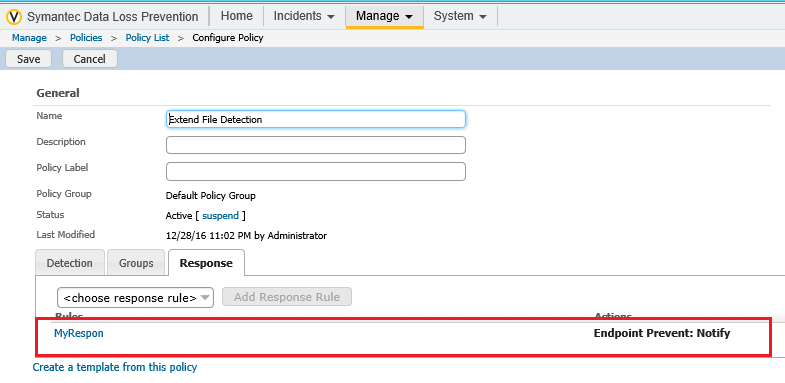 Symantec Data Loss Prevention Home Incidents Manage System
Manage > Policies > Policy List > Configure Policy
Save Cancel
General
Name Extend File Detection
Description
Policy Label
Policy Group Default Policy Group
Status Active [ suspend ]
Last Modified 12/28/16 11:02 PM by Administrator
Detection Groups Response
<choose response rule> Add Response Rule
Rules Actions
MyRespon Endpoint Prevent: Notify
Create a template from this policy